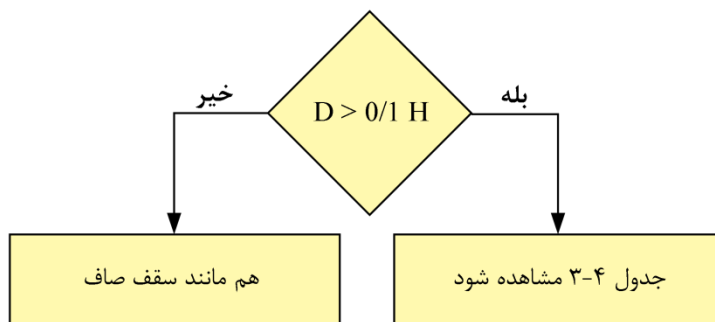 D > 0/1 H
بله
خیر
جدول ۴-۳ مشاهده شود
هم مانند سقف صاف